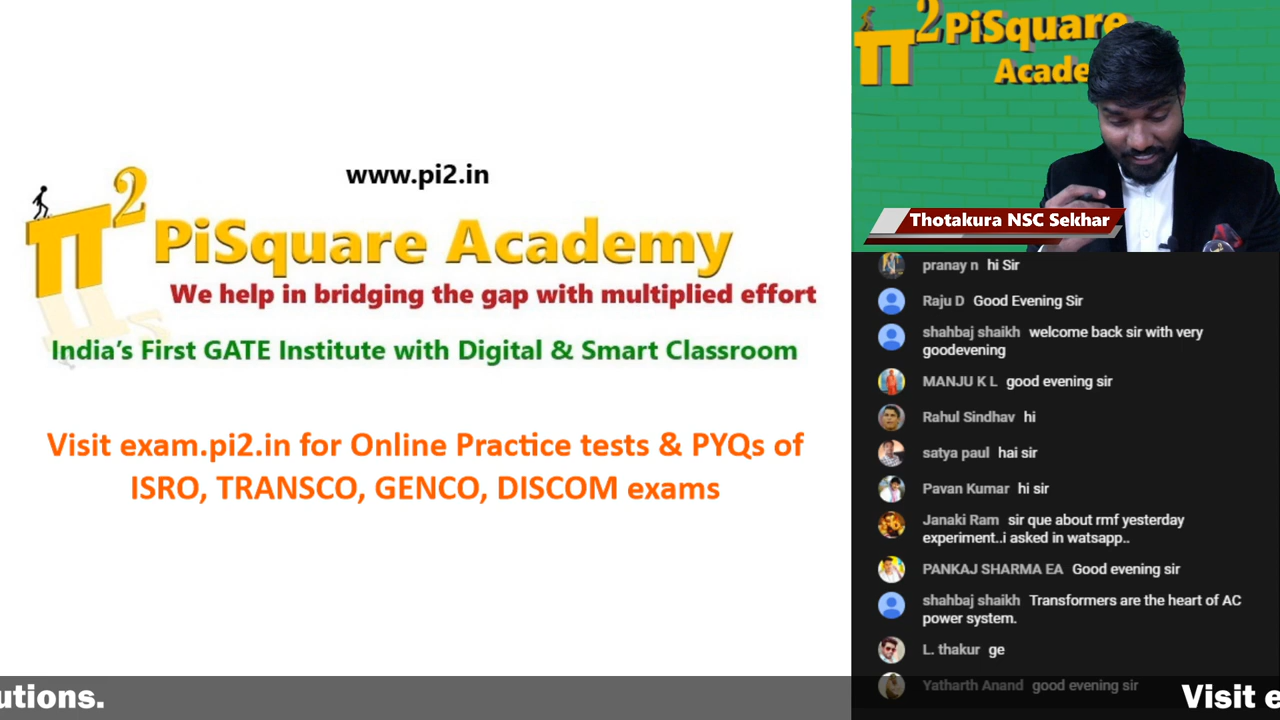 www.pi2.in
π2
PiSquare Academy
We help in bridging the gap with multiplied effort
India's First GATE Institute with Digital & Smart Classroom
Visit exam.pi2.in for Online Practice tests & PYQs of
ISRO, TRANSCO, GENCO, DISCOM exams
π2 PiSquare
Acade
Thotakura NSC Sekhar
pranay n hi Sir
Raju D Good Evening Sir
shahbaj shaikh welcome back sir with very
goodevening
MANJU K L good evening sir
Rahul Sindhav hi
satya paul hai sir
Pavan Kumar hi sir
Janaki Ram sir que about rmf yesterday
experiment..i asked in watsapp..
PANKAJ SHARMA EA Good evening sir
shahbaj shaikh Transformers are the heart of AC
power system.
L. thakur ge
Yatharth Anand good evening sir
utions. Visit e